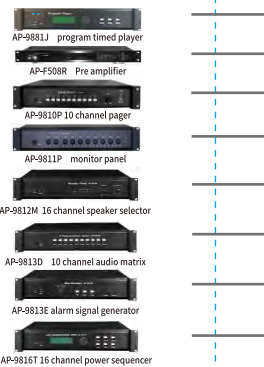 AP-9881J program timed player
AP-F508R Pre amplifier
AP-9810P 10 channel pager
AP-9811P monitor panel
AP-9812M 16 channel speaker selector
AP-9813D 10 channel audio matrix
AP-9813E alarm signal generator
AP-9816T 16 channel power sequencer